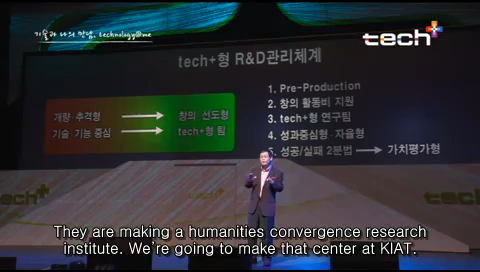 기술과 나의 만남, technology@me
tech+
tech+형 R&D관리체계
개량·추격형
창의·선도형
기술·기능 중심
tech+형 팀
1. Pre-Production
2. 창의 활동비 지원
3. tech+형 연구팀
4. 성과중심형·자율형
5. 성공/실패 2분법
가치평가형
tech+
They are making a humanities convergence research
institute. We're going to make that center at KIAT.